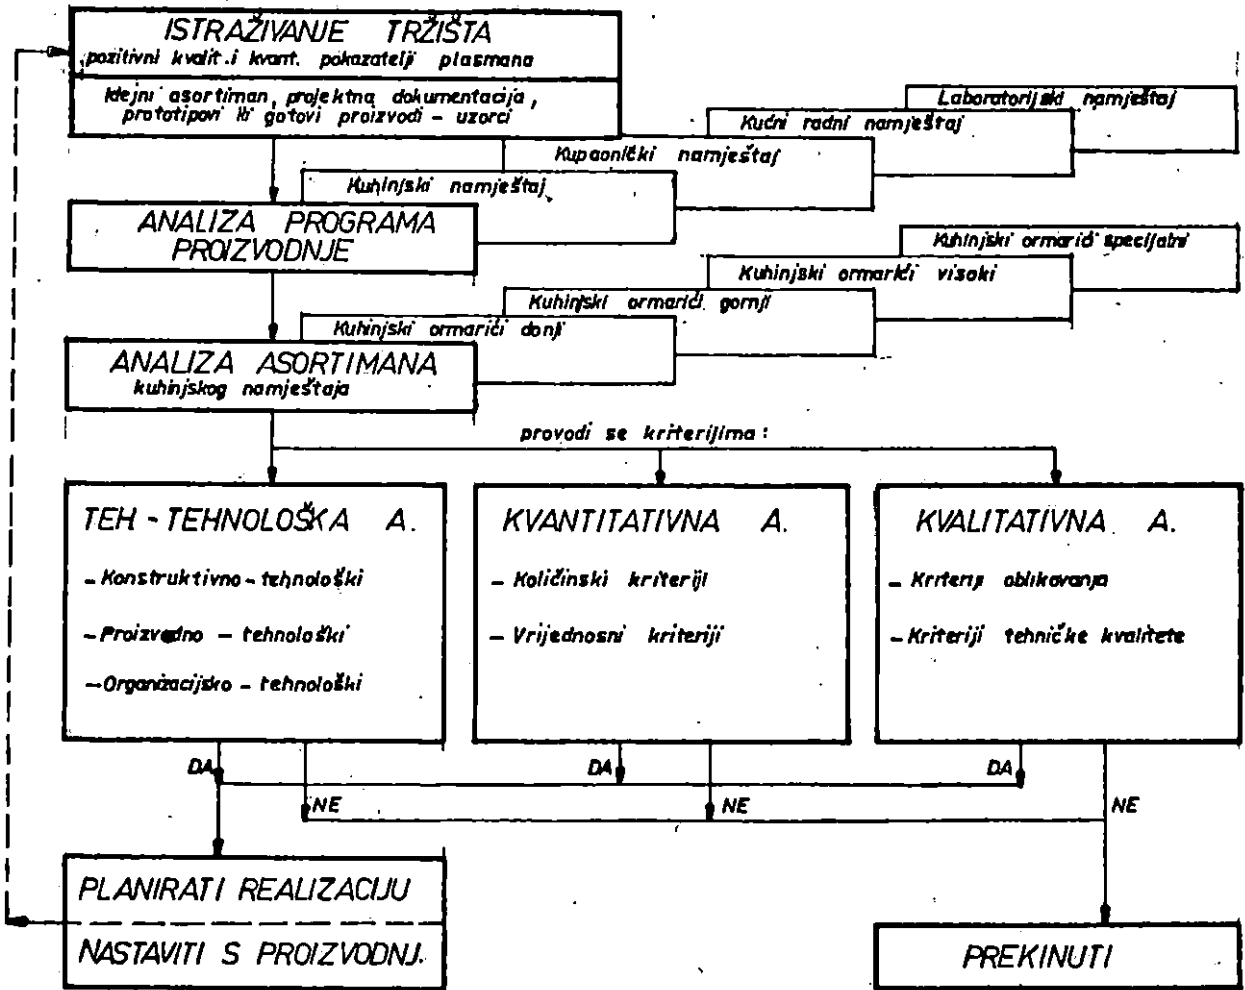 ISTRAŽIVANJE TRŽIŠTA
pozitivni kvalit. i kvant. pokazatelji plasmana
Idejni asortiman, projektna dokumentacija,
prototipovi ili gotovi proizvodi - uzorci
Laboratorijski namještaj
Kućni radni namještaj
Kupaonički namještaj
Kuhinjski namještaj
ANALIZA PROGRAMA
PROIZVODNJE
Kuhinjski ormarići specijalni
Kuhinjski ormarići visoki
Kuhinjski ormarići gornji
Kuhinjski ormarići donji
ANALIZA ASORTIMANA
kuhinjskog namještaja
provodi se kriterijima:
TEH-TEHNOLOŠKA A.
- Konstruktivno-tehnološki
- Proizvodno - tehnološki
- Organizacijsko - tehnološki
KVANTITATIVNA A.
- Količinski kriteriji
- Vrijednosni kriteriji
KVALITATIVNA A.
- Kriteriji oblikovanja
- Kriteriji tehničke kvalitete
DA
DA
DA
NE
NE
NE
PLANIRATI REALIZACIJU
NASTAVITI S PROIZVODNJ.
PREKINUTI